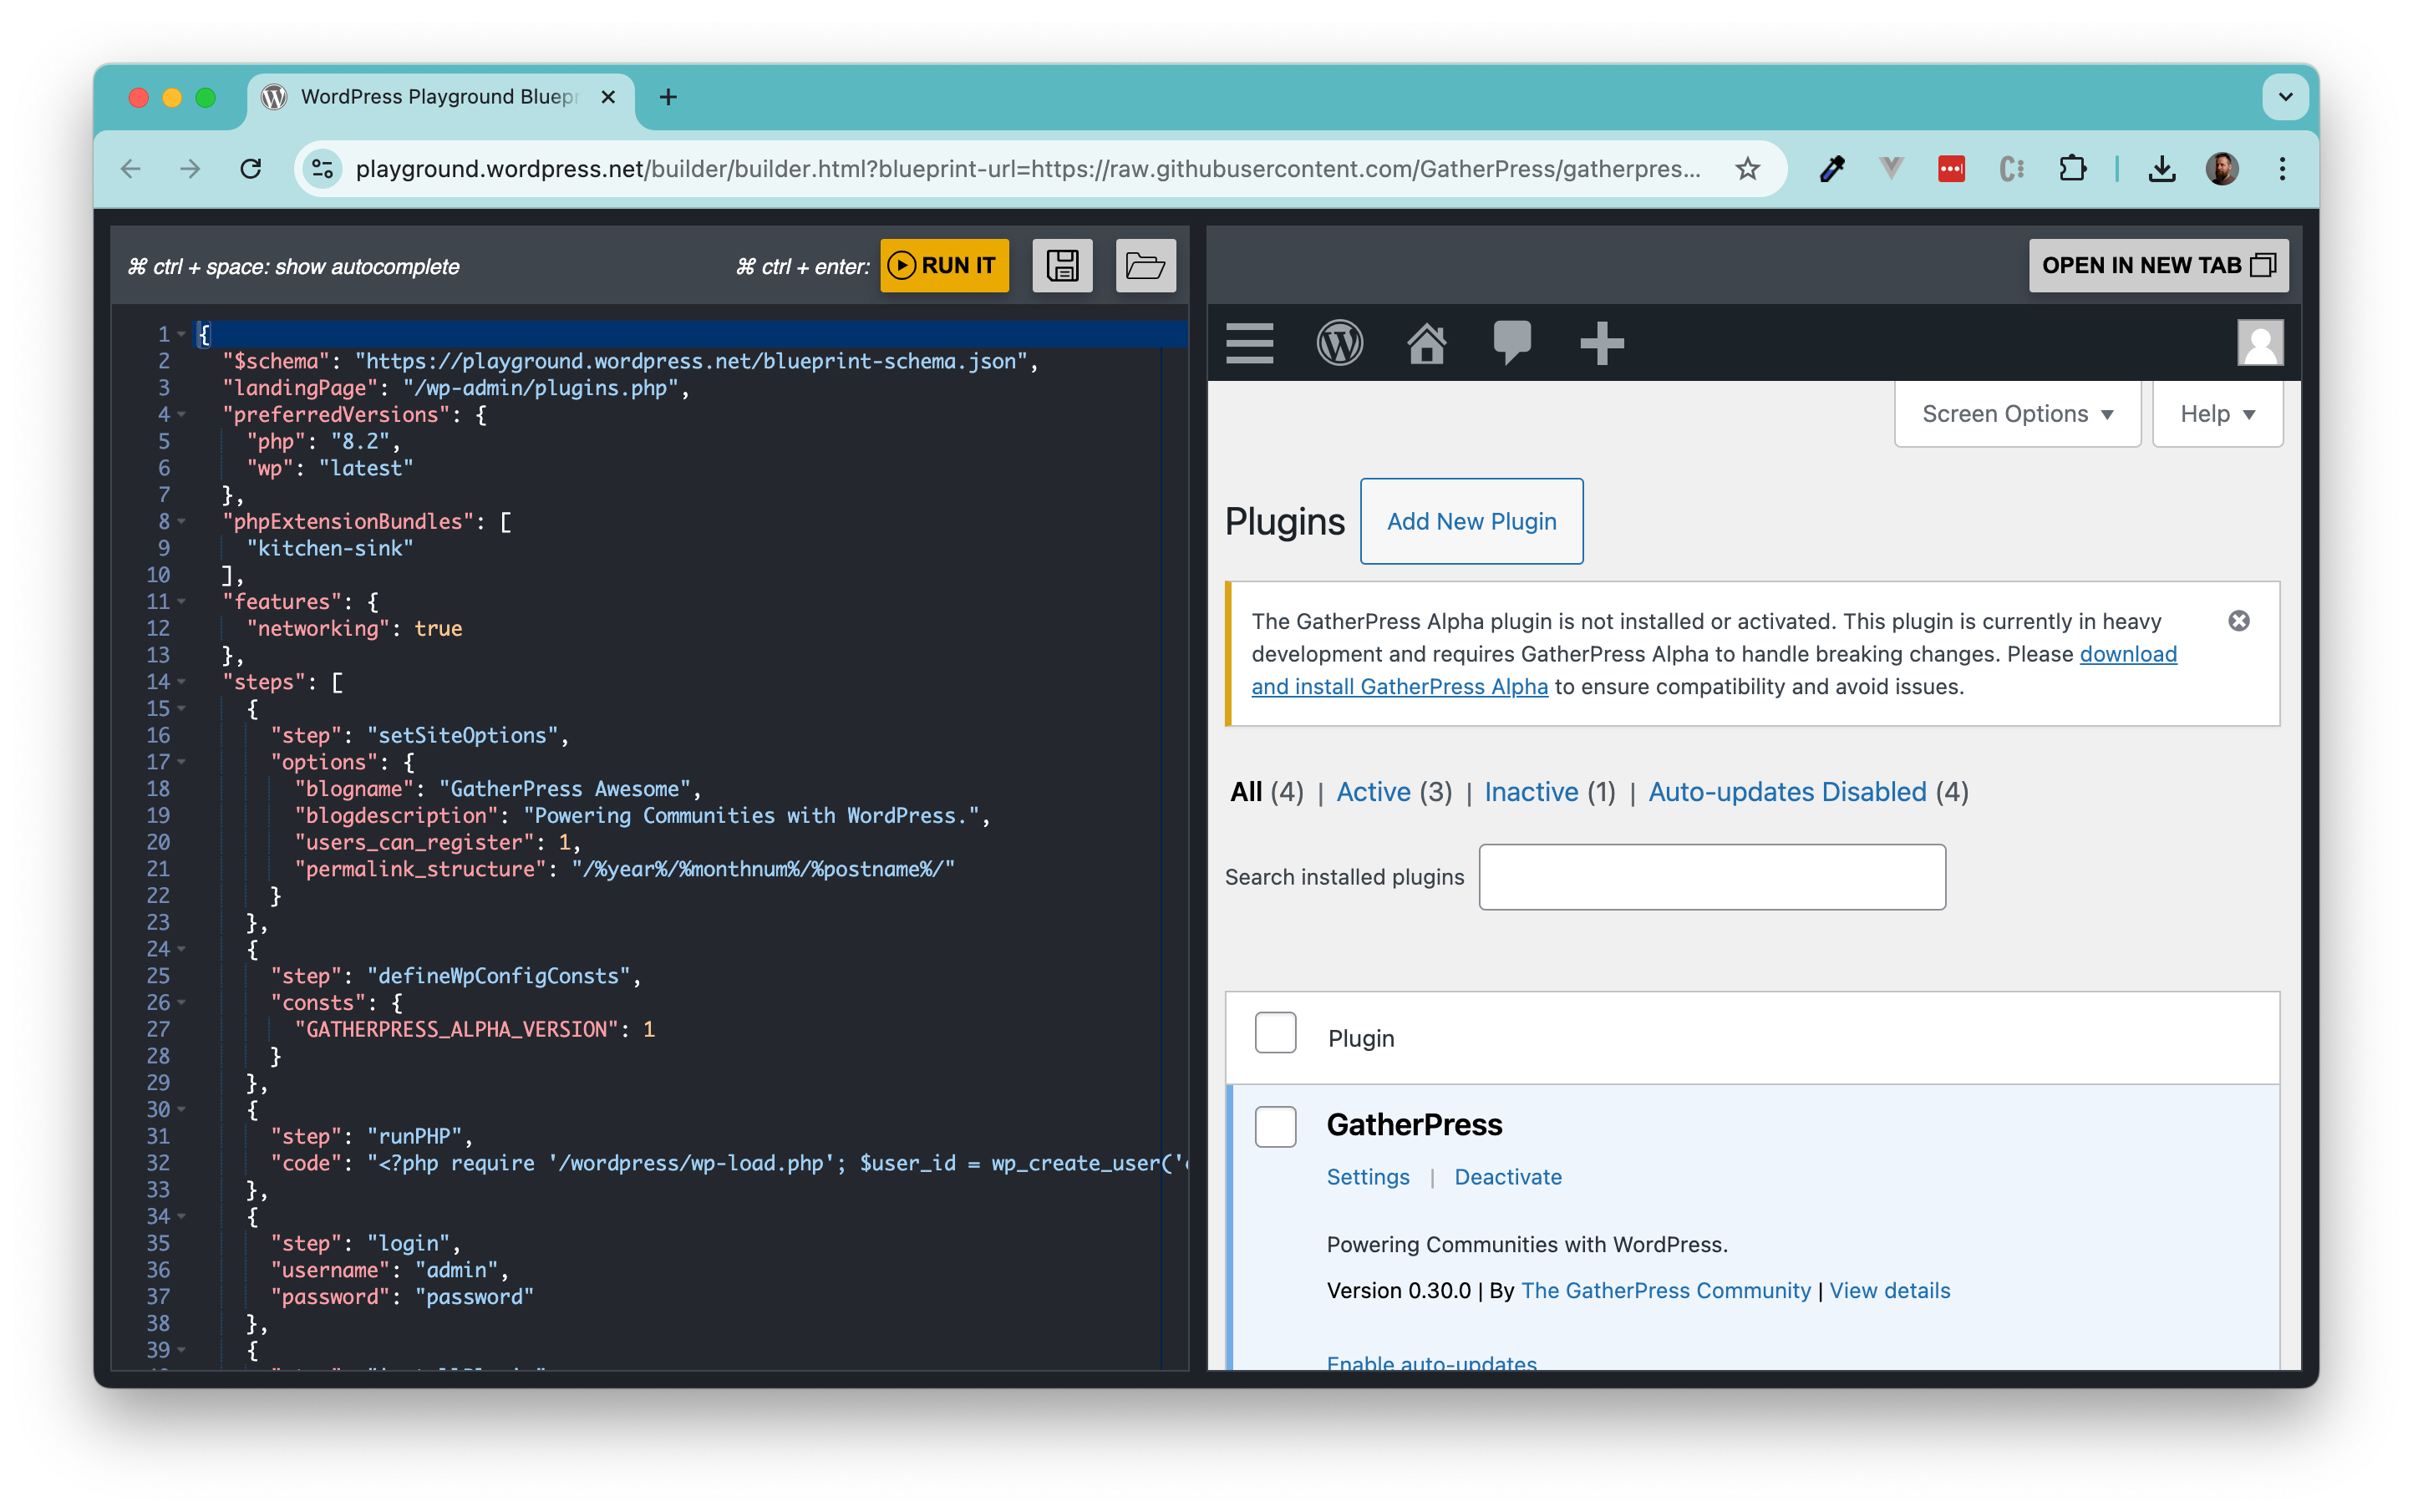 WordPress Playground Bluepr
playground.wordpress.net/builder/builder.html?blueprint-url=https://raw.githubusercontent.com/GatherPress/gatherpres...
⌘ ctrl + space: show autocomplete
⌘ ctrl + enter:
RUN IT
1 {
2 "$schema": "https://playground.wordpress.net/blueprint-schema.json",
3 "landingPage": "/wp-admin/plugins.php",
4 "preferredVersions": {
5 "php": "8.2",
6 "wp": "latest"
7 },
8 "phpExtensionBundles": [
9 "kitchen-sink"
10 ],
11 "features": {
12 "networking": true
13 },
14 "steps": [
15 {
16 "step": "setSiteOptions",
17 "options": {
18 "blogname": "GatherPress Awesome",
19 "blogdescription": "Powering Communities with WordPress.",
20 "users_can_register": 1,
21 "permalink_structure": "/%year%/%monthnum%/%postname%/"
22 }
23 },
24 {
25 "step": "defineWpConfigConsts",
26 "consts": {
27 "GATHERPRESS_ALPHA_VERSION": 1
28 }
29 },
30 {
31 "step": "runPHP",
32 "code": "<?php require '/wordpress/wp-load.php'; $user_id = wp_create_user('
33 },
34 {
35 "step": "login",
36 "username": "admin",
37 "password": "password"
38 },
39 {
OPEN IN NEW TAB
Screen Options ▼
Help ▼
Plugins
Add New Plugin
The GatherPress Alpha plugin is not installed or activated. This plugin is currently in heavy
development and requires GatherPress Alpha to handle breaking changes. Please download
and install GatherPress Alpha to ensure compatibility and avoid issues.
All (4) | Active (3) | Inactive (1) | Auto-updates Disabled (4)
Search installed plugins
Plugin
GatherPress
Settings | Deactivate
Powering Communities with WordPress.
Version 0.30.0 | By The GatherPress Community | View details
Enable auto-updates